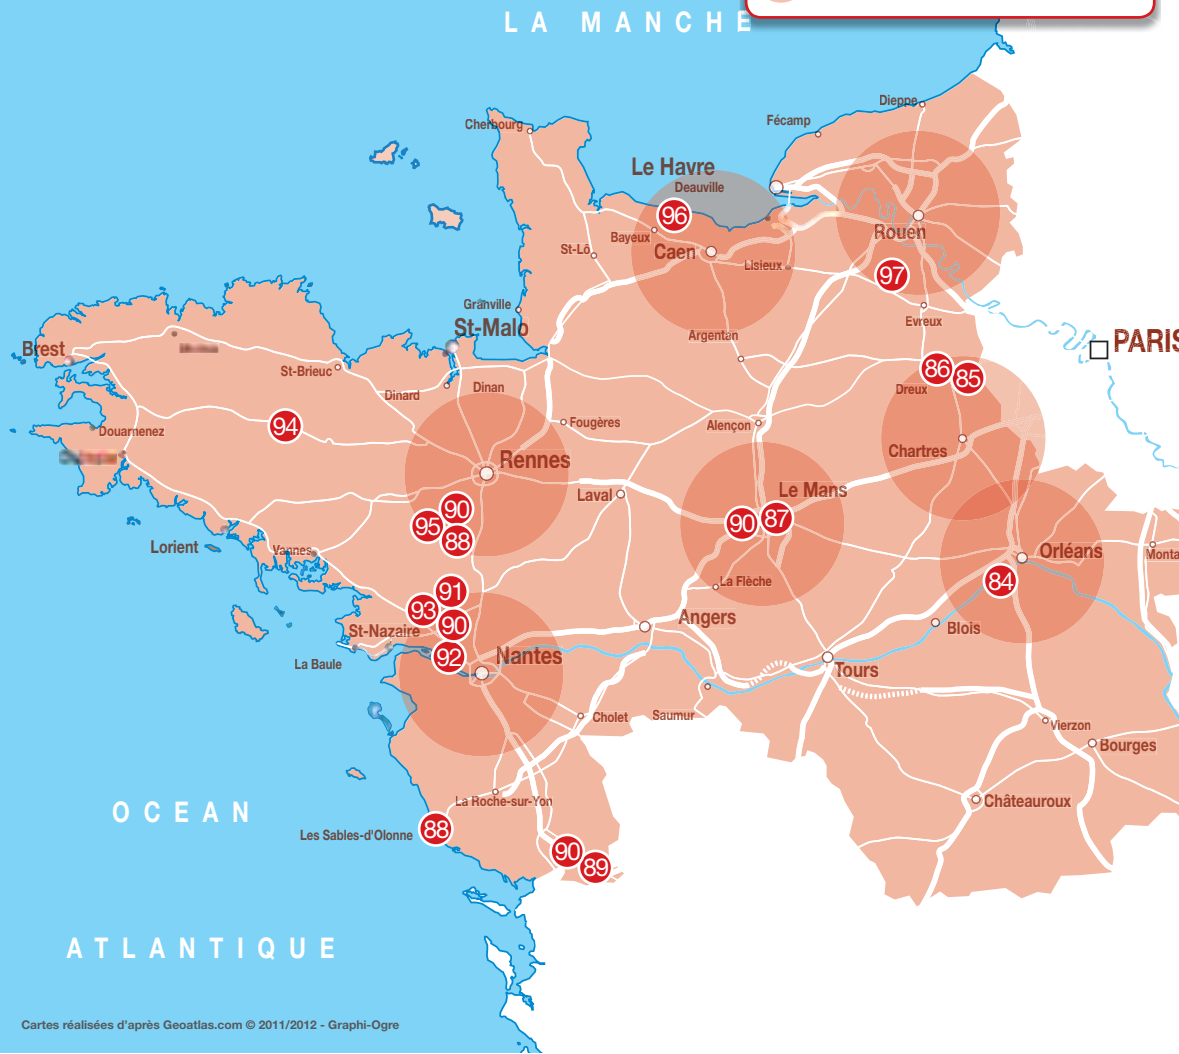 LA MANCHE
Dieppe
Fécamp
Cherbourg
Le Havre
Deauville
96
Bayeux
Rouen
St-Lô
Caen
Lisieux
97
Granville
Evreux
St-Malo
Argentan
PARIS
Brest
St-Brieuc
86
85
Dinan
Dreux
Dinard
94
Fougères
Alençon
Douarnenez
Chartres
Rennes
Le Mans
Laval
90
95
88
90
87
Lorient
Vannes
Orléans
Monta
91
La Flèche
84
93
90
Angers
St-Nazaire
Blois
92
Nantes
La Baule
Tours
Cholet
Saumur
Vierzon
Bourges
La Roche-sur-Yon
Châteauroux
OCEAN
88
Les Sables-d'Olonne
90
89
ATLANTIQUE
Cartes réalisées d'après Geoatlas.com © 2011/2012 - Graphi-Ogre